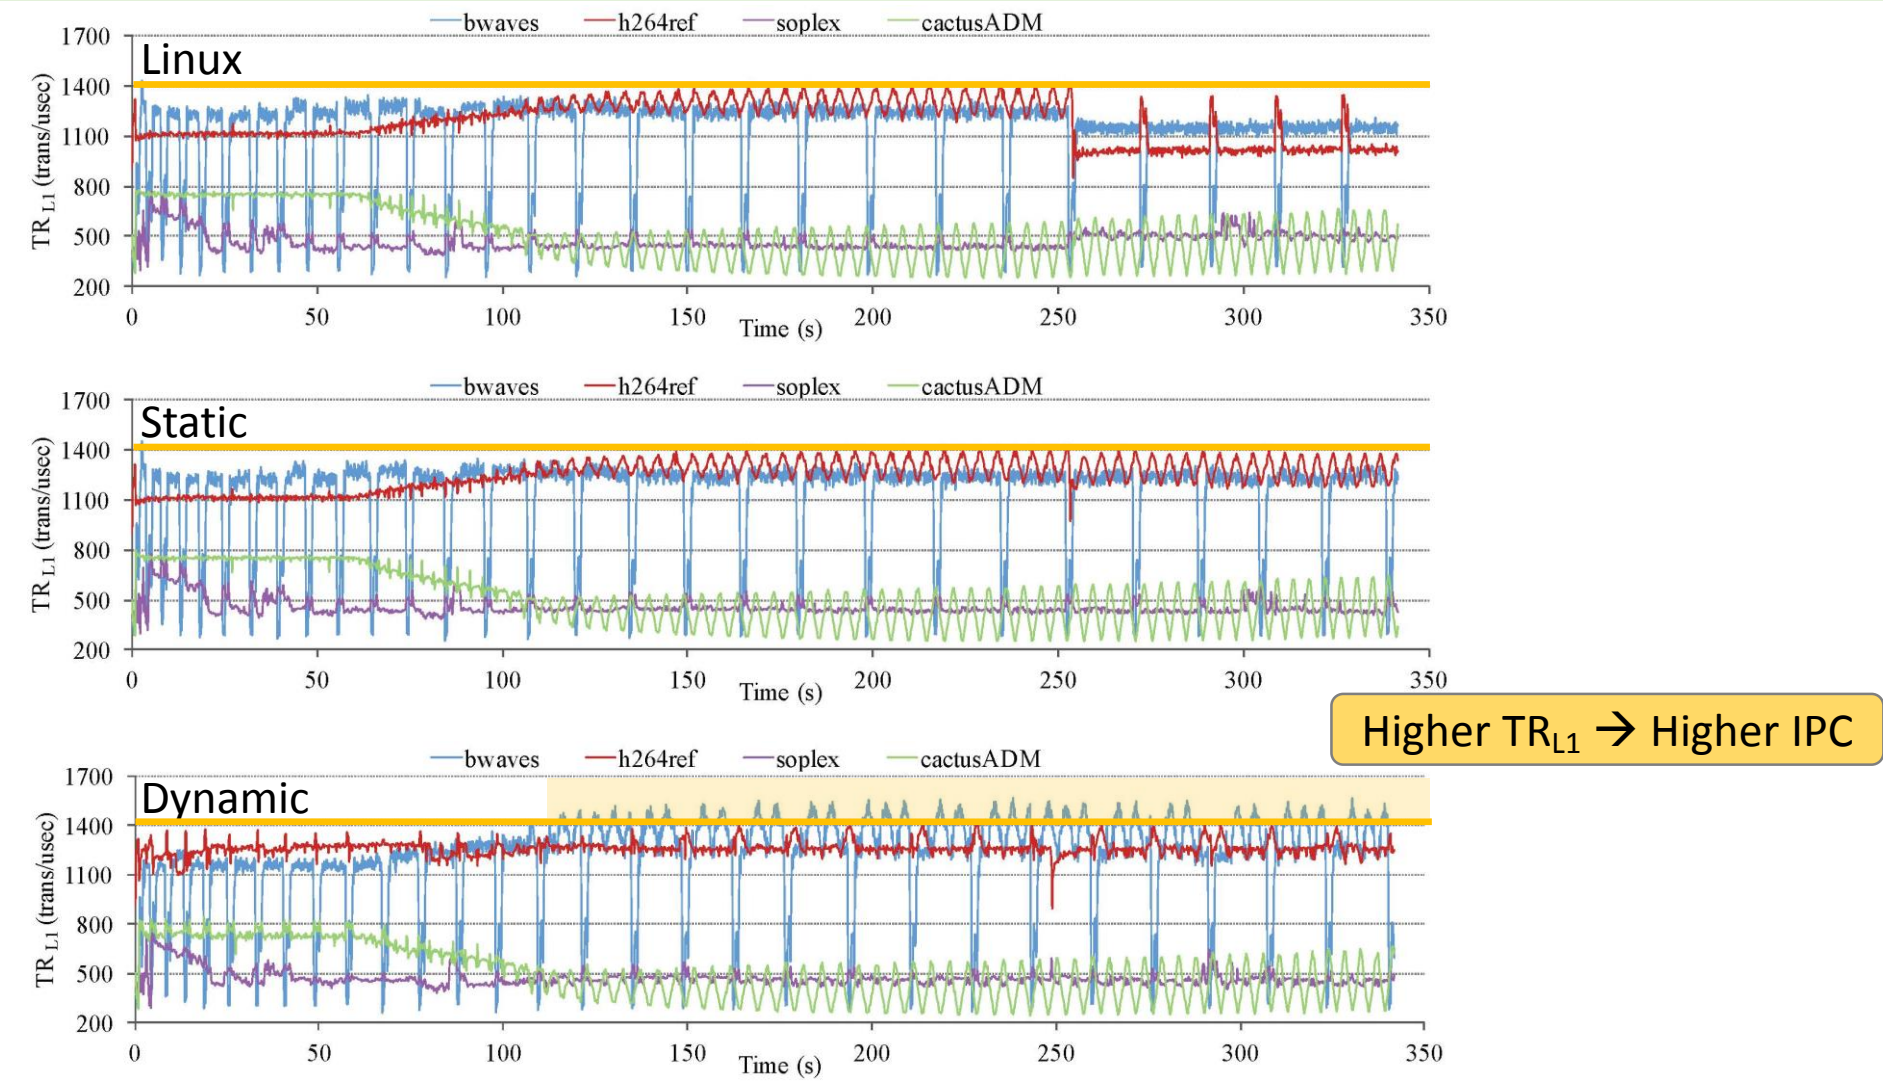 bwaves h264ref soplex cactusADM
Linux
1700
1400
1100
800
500
200
TR L1 (trans/usec)
0 50 100 150 200 250 300 350
Time (s)
bwaves h264ref soplex cactusADM
Static
1700
1400
1100
800
500
200
TR L1 (trans/usec)
0 50 100 150 200 250 300 350
Time (s)
Higher TRL1 → Higher IPC
bwaves h264ref soplex cactusADM
Dynamic
1700
1400
1100
800
500
200
TR L1 (trans/usec)
0 50 100 150 200 250 300 350
Time (s)